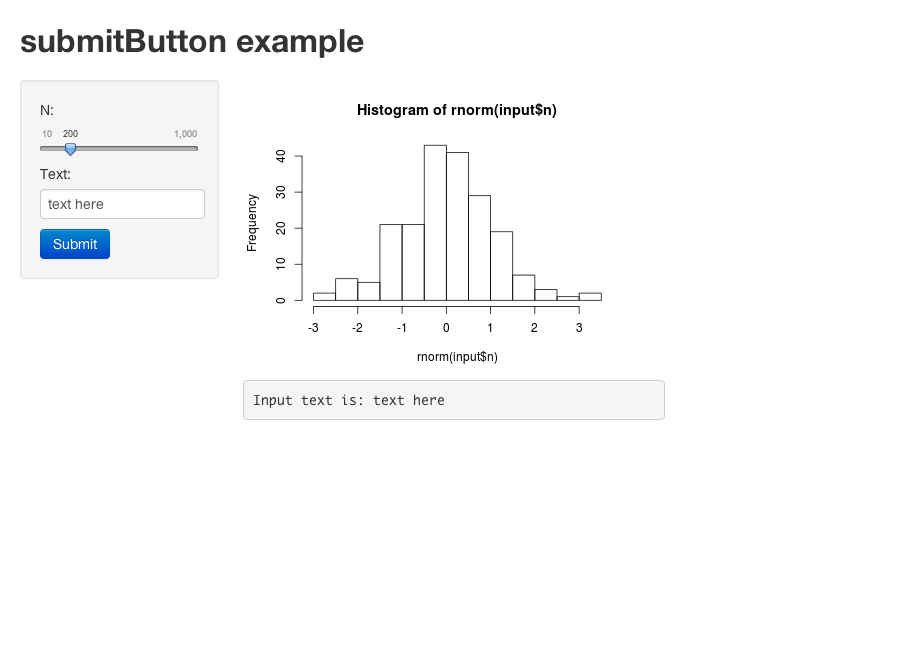 submitButton example
N:
10 200 1,000
Text:
text here
Submit
Histogram of rnorm(input$n)
Frequency
40
30
20
10
0
-3 -2 -1 0 1 2 3
rnorm(input$n)
Input text is: text here